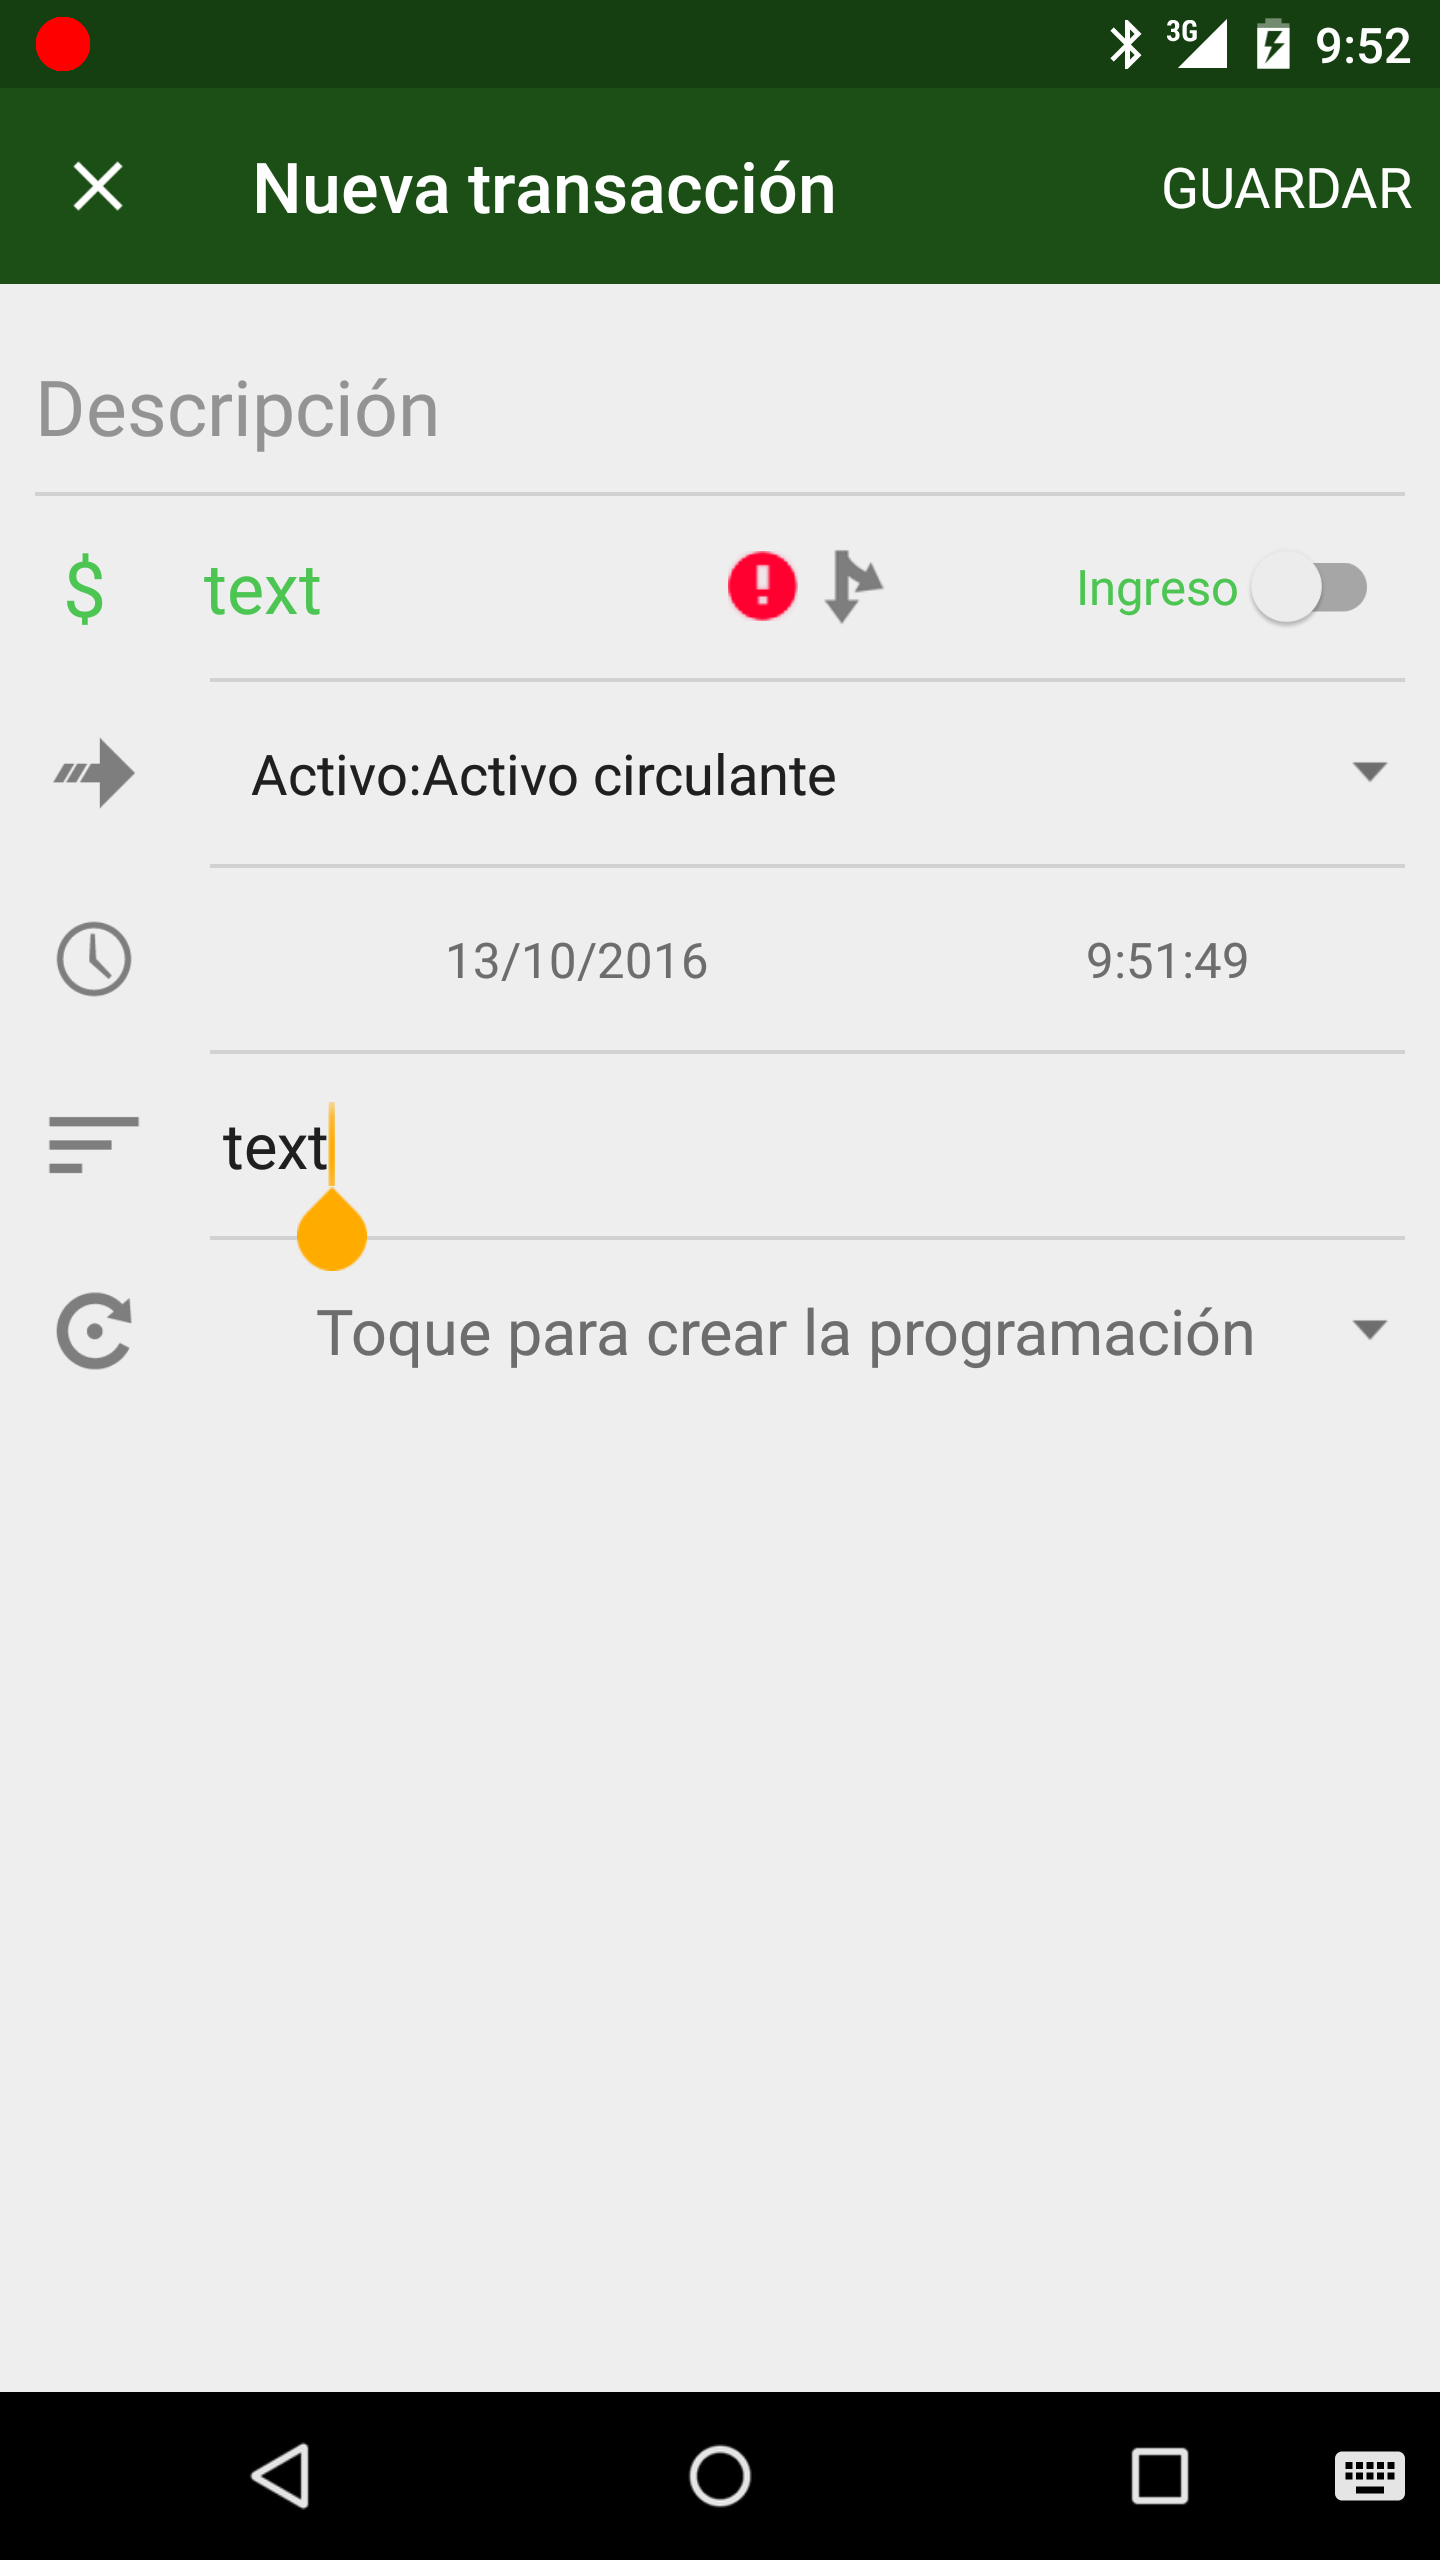 3G 9:52
Nueva transacción GUARDAR
Descripción
$ text Ingreso
Activo:Activo circulante
13/10/2016 9:51:49
text
Toque para crear la programación